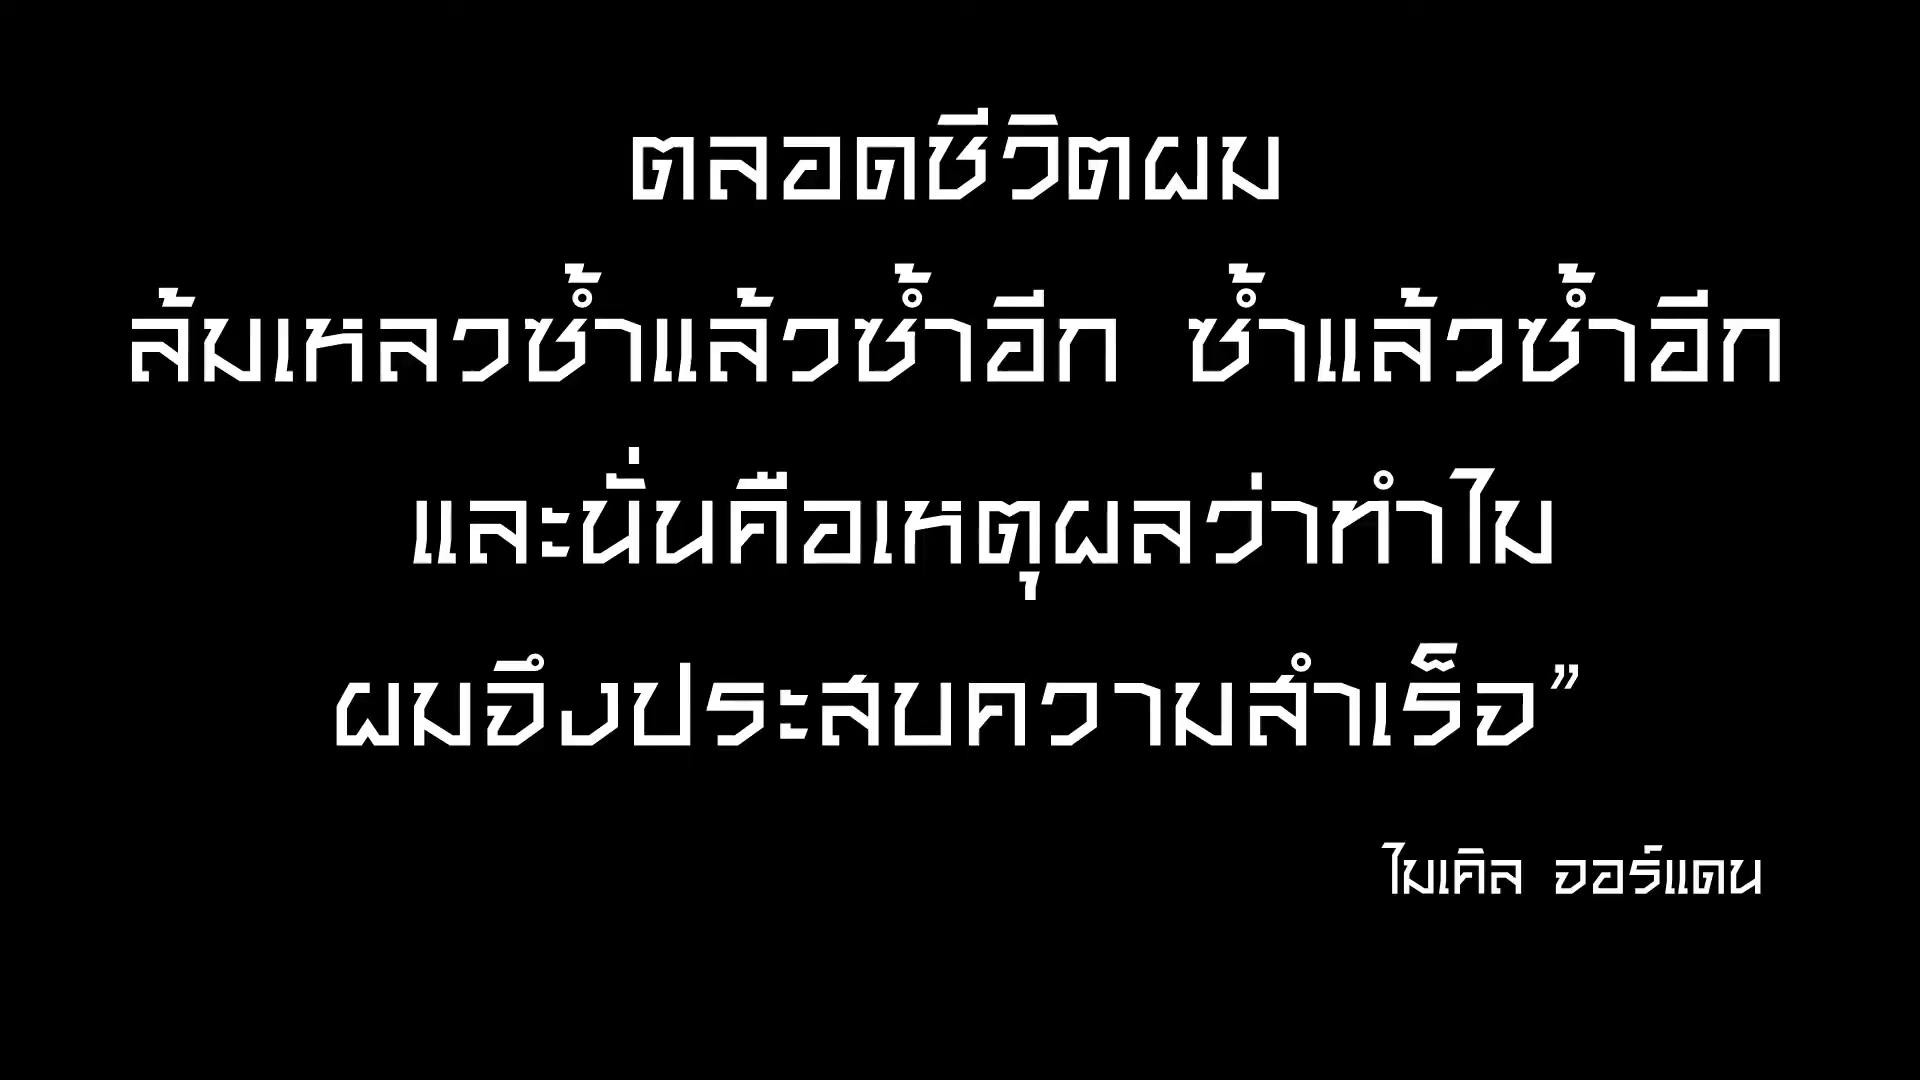 ตลอดชีวิตผม
ล้มเหลวซ้ำแล้วซ้ำอีก ซ้ำแล้วซ้ำอีก
และนั่นคือเหตุผลว่าทำไม
ผมจึงประสบความสำเร็จ”
ไมเคิล จอร์แดน